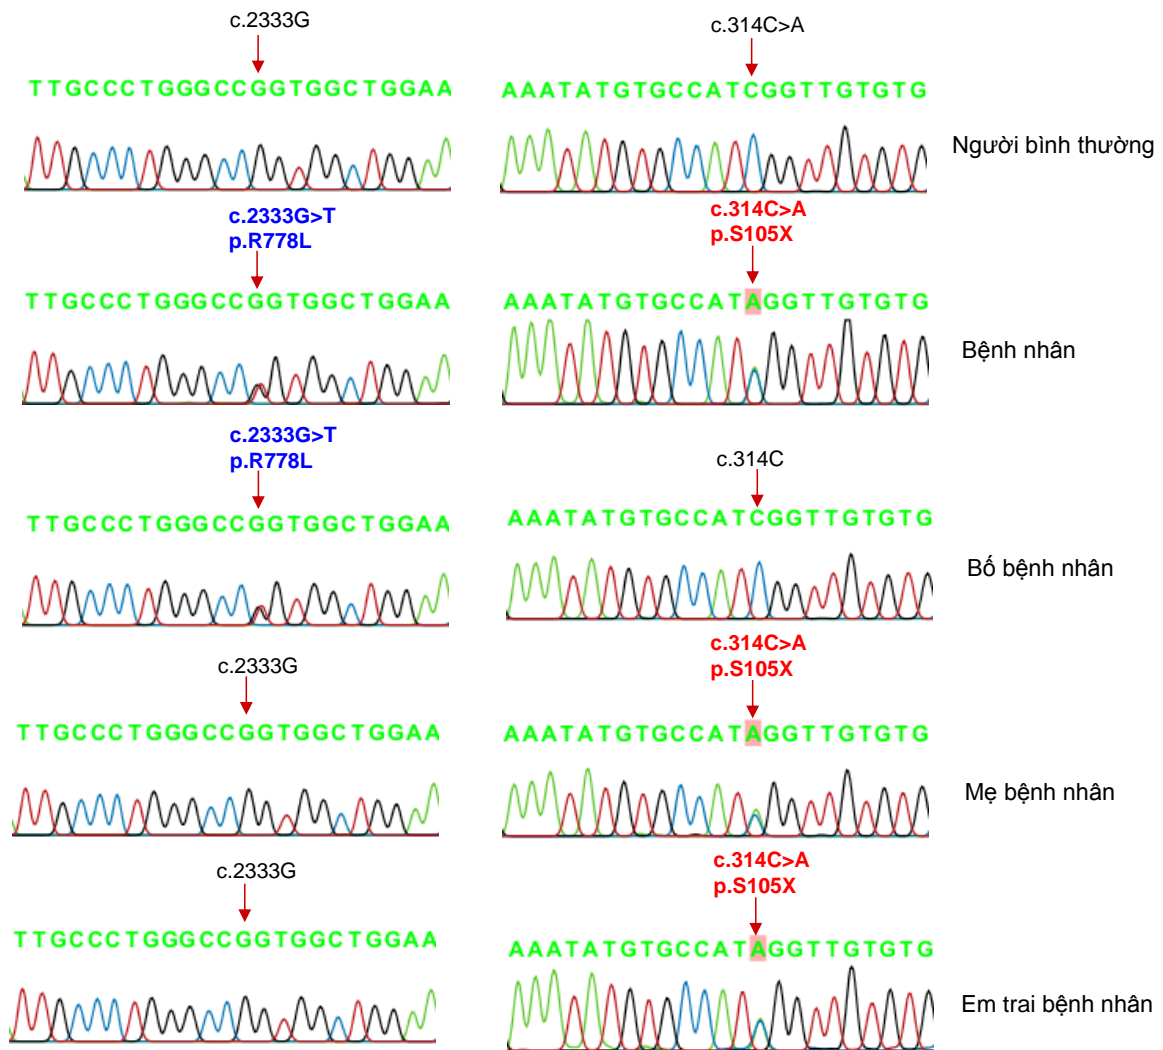 c.2333G
c.314C>A
TTGCCCTGGGCCGGTGGCTGGAA
AAATATGTGCCATCGGTTGTGTG
Người bình thường
c.2333G>T
p.R778L
c.314C>A
p.S105X
TTGCCCTGGGCCGGTGGCTGGAA
AAATATGTGCCATAGGTTGTGTG
Bệnh nhân
c.2333G>T
p.R778L
c.314C
TTGCCCTGGGCCGGTGGCTGGAA
AAATATGTGCCATCGGTTGTGTG
Bố bệnh nhân
c.2333G
c.314C>A
p.S105X
TTGCCCTGGGCCGGTGGCTGGAA
AAATATGTGCCATAGGTTGTGTG
Mẹ bệnh nhân
c.2333G
c.314C>A
p.S105X
TTGCCCTGGGCCGGTGGCTGGAA
AAATATGTGCCATAGGTTGTGTG
Em trai bệnh nhân